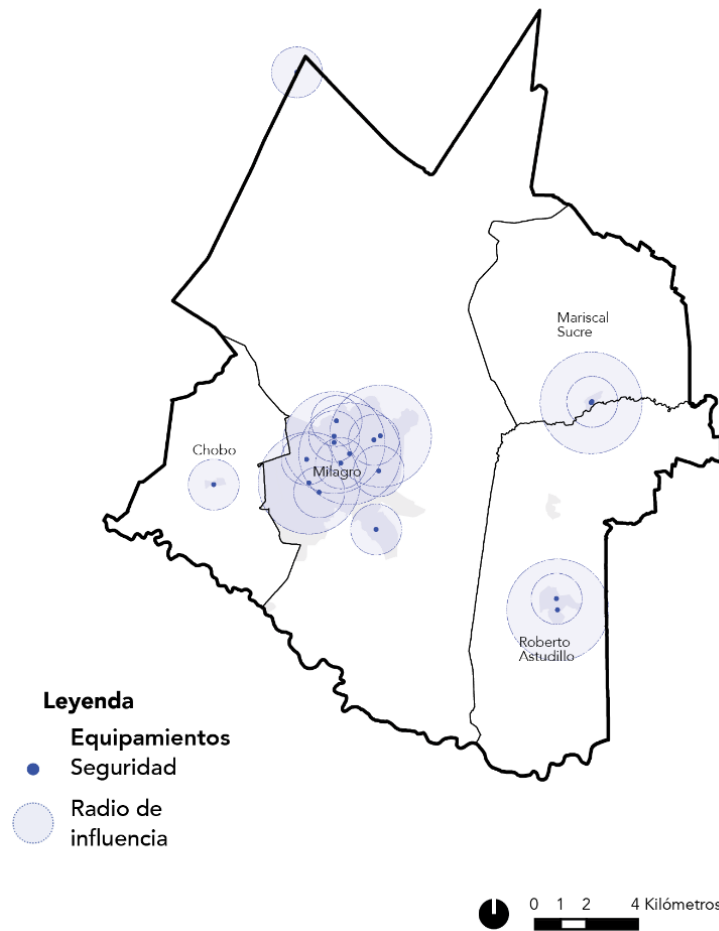 Mariscal
Sucre
Chobo
Milagro
Roberto
Astudillo
Leyenda
Equipamientos
Seguridad
Radio de
influencia
0 1 2 4 Kilómetros